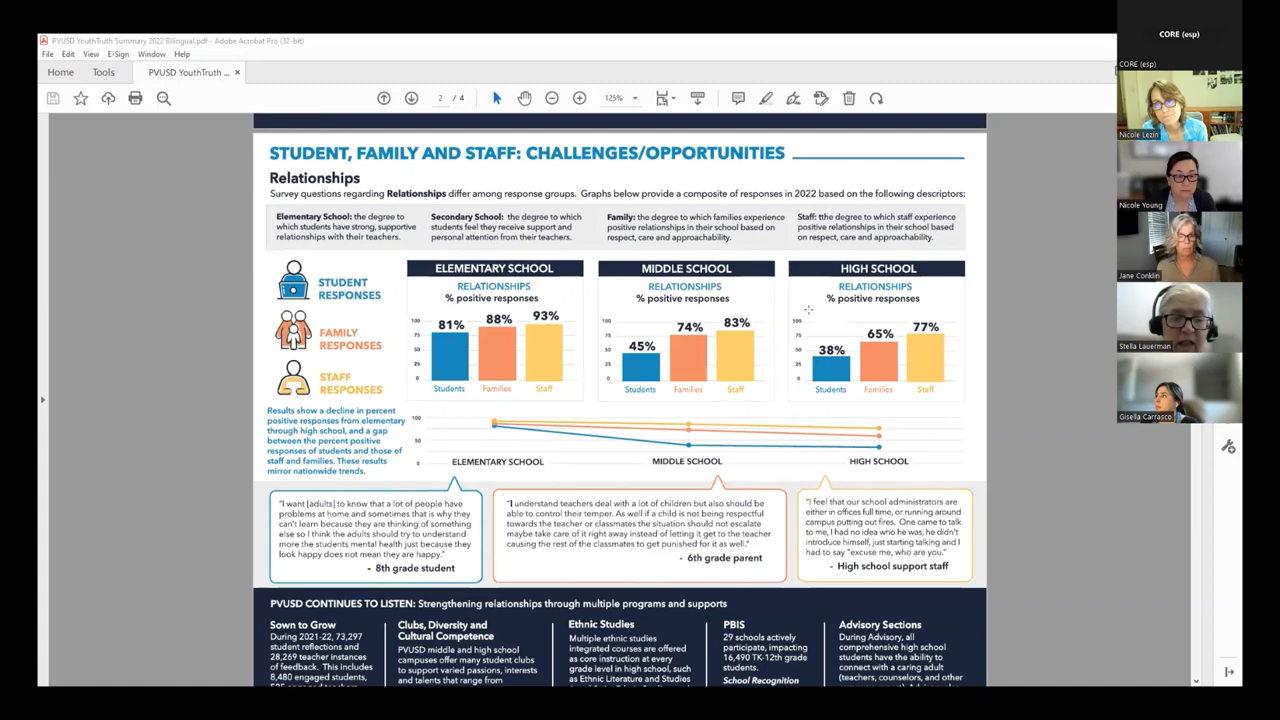 PVUSD YouthTruth Summary 2022 Bilingual.pdf - Adobe Acrobat Pro (32-bit)
File Edit View E-Sign Window Help
Home Tools PVUSD YouthTruth ... ×
2 / 4 125%
STUDENT, FAMILY AND STAFF: CHALLENGES/OPPORTUNITIES
Relationships
Survey questions regarding Relationships differ among response groups. Graphs below provide a composite of responses in 2022 based on the following descriptors:
Elementary School: the degree to
which students have strong, supportive
relationships with their teachers.
Secondary School: the degree to which
students feel they receive support and
personal attention from their teachers.
Family: the degree to which families experience
positive relationships in their school based on
respect, care and approachability.
Staff: tthe degree to which staff experience
positive relationships in their school based
on respect, care and approachability.
STUDENT
RESPONSES
FAMILY
RESPONSES
STAFF
RESPONSES
ELEMENTARY SCHOOL
RELATIONSHIPS
% positive responses
100
75
50
25
0
81% 88% 93%
Students Families Staff
MIDDLE SCHOOL
RELATIONSHIPS
% positive responses
100
75
50
25
0
45% 74% 83%
Students Families Staff
HIGH SCHOOL
RELATIONSHIPS
% positive responses
100
75
50
25
0
38% 65% 77%
Students Families Staff
Results show a decline in percent
positive responses from elementary
through high school, and a gap
between the percent positive
responses of students and those of
staff and families. These results
mirror nationwide trends.
100
50
0
ELEMENTARY SCHOOL MIDDLE SCHOOL HIGH SCHOOL
"I want [adults] to know that a lot of people have
problems at home and sometimes that is why they
can't learn because they are thinking of something
else so I think the adults should try to understand
more the students mental health just because they
look happy does not mean they are happy."
- 8th grade student
"I understand teachers deal with a lot of children but also should be
able to control their temper. As well if a child is not being respectful
towards the teacher or classmates the situation should not escalate
maybe take care of it right away instead of letting it get to the teacher
causing the rest of the classmates to get punished for it as well."
- 6th grade parent
"I feel that our school administrators are
either in offices full time, or running around
campus putting out fires. One came to talk
to me, I had no idea who he was, he didn't
introduce himself, just starting talking and I
had to say "excuse me, who are you."
- High school support staff
PVUSD CONTINUES TO LISTEN: Strengthening relationships through multiple programs and supports
Sown to Grow
During 2021-22, 73,297
student reflections and
28,269 teacher instances
of feedback. This includes
8,480 engaged students,
Clubs, Diversity and
Cultural Competence
PVUSD middle and high school
campuses offer many student clubs
to support varied passions, interests
and talents that range from
Ethnic Studies
Multiple ethnic studies
integrated courses are offered
as core instruction at every
grade level in high school, such
as Ethnic Literature and Studies
PBIS
29 schools actively
participate, impacting
16,490 TK-12th grade
students.
School Recognition
Advisory Sections
During Advisory, all
comprehensive high school
students have the ability to
connect with a caring adult
(teachers, counselors, and other
CORE (esp)
CORE (esp)
Nicole Lezin
Nicole Young
Jane Conklin
Stella Lauerman
Gisella Carrasco